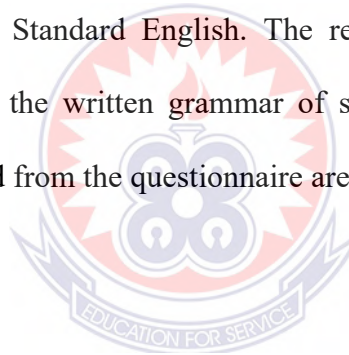 Standard English. The re
the written grammar of s
d from the questionnaire are
EDUCATION FOR SERVICE